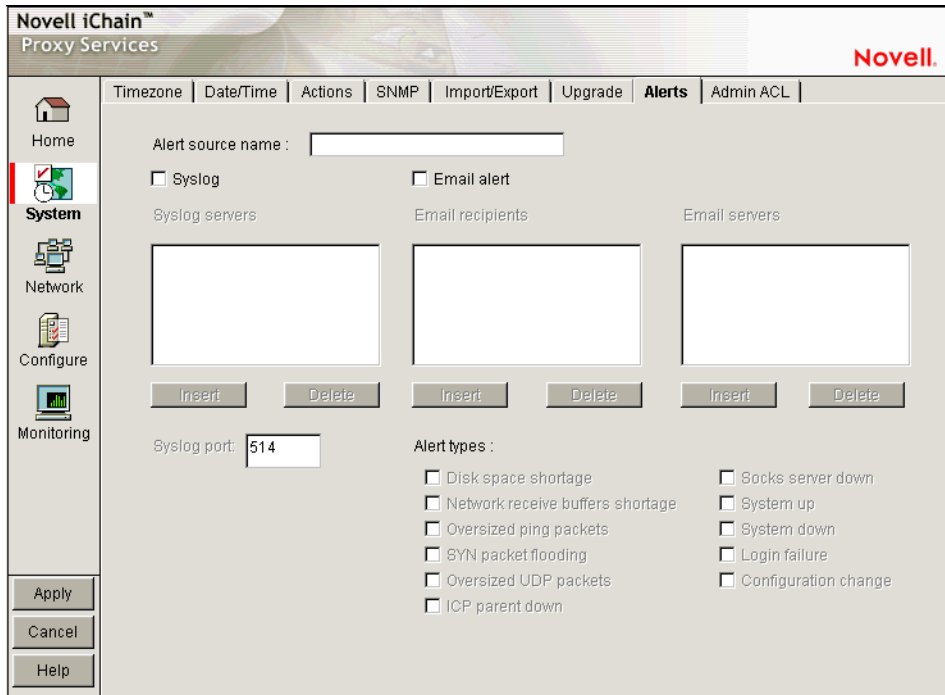 Novell iChain™
Proxy Services
Novell.
Timezone Date/Time Actions SNMP Import/Export Upgrade Alerts Admin ACL
Home
System
Network
Configure
Monitoring
Apply
Cancel
Help
Alert source name :
Syslog Email alert
Syslog servers Email recipients Email servers
Insert Delete Insert Delete Insert Delete
Syslog port: 514
Alert types :
Disk space shortage Socks server down
Network receive buffers shortage System up
Oversized ping packets System down
SYN packet flooding Login failure
Oversized UDP packets Configuration change
ICP parent down